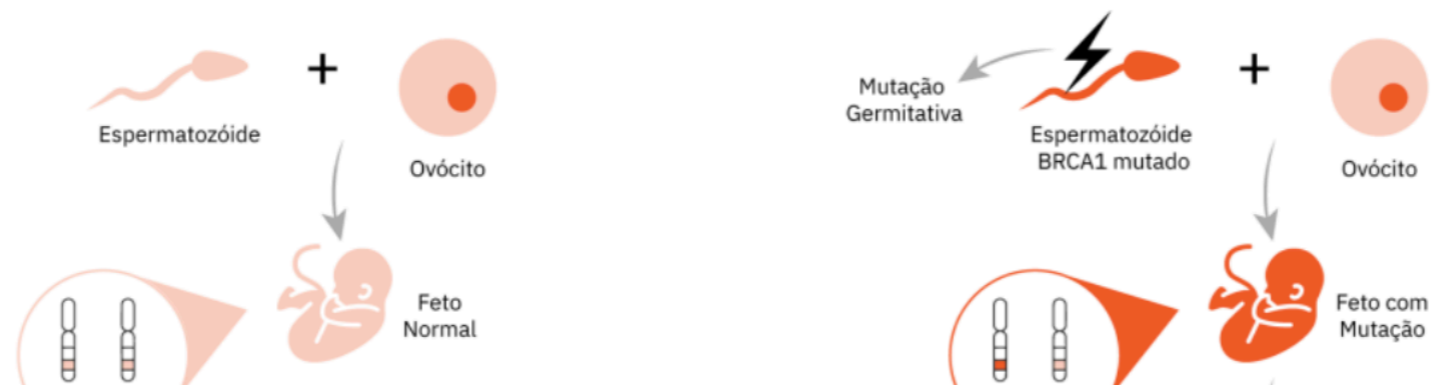 Espermatozóide
+
Ovócito
Feto
Normal
Mutação
Germitativa
Espermatozóide
BRCA1 mutado
+
Ovócito
Feto com
Mutação